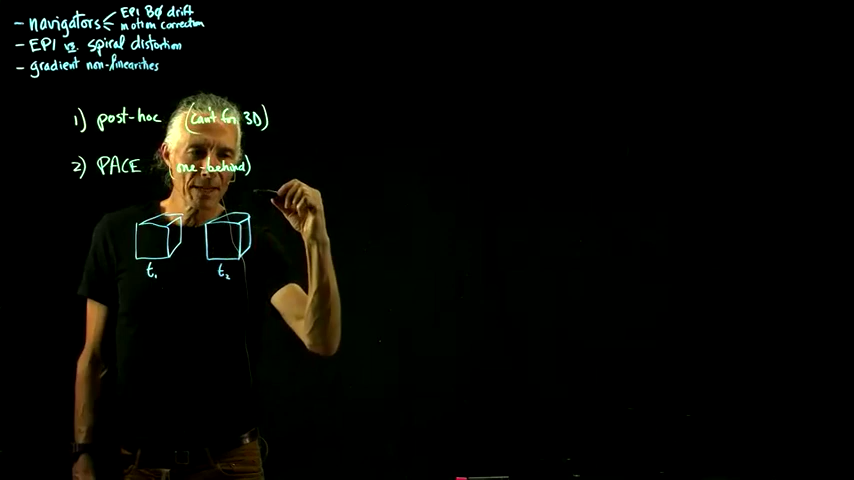 - navigators
EPI BØ drift
motion correction
- EPI vs. spiral distortion
- gradient non-linearities
1) post-hoc (can't for 3D)
2) PACE (one-behind)
t₁ t₂